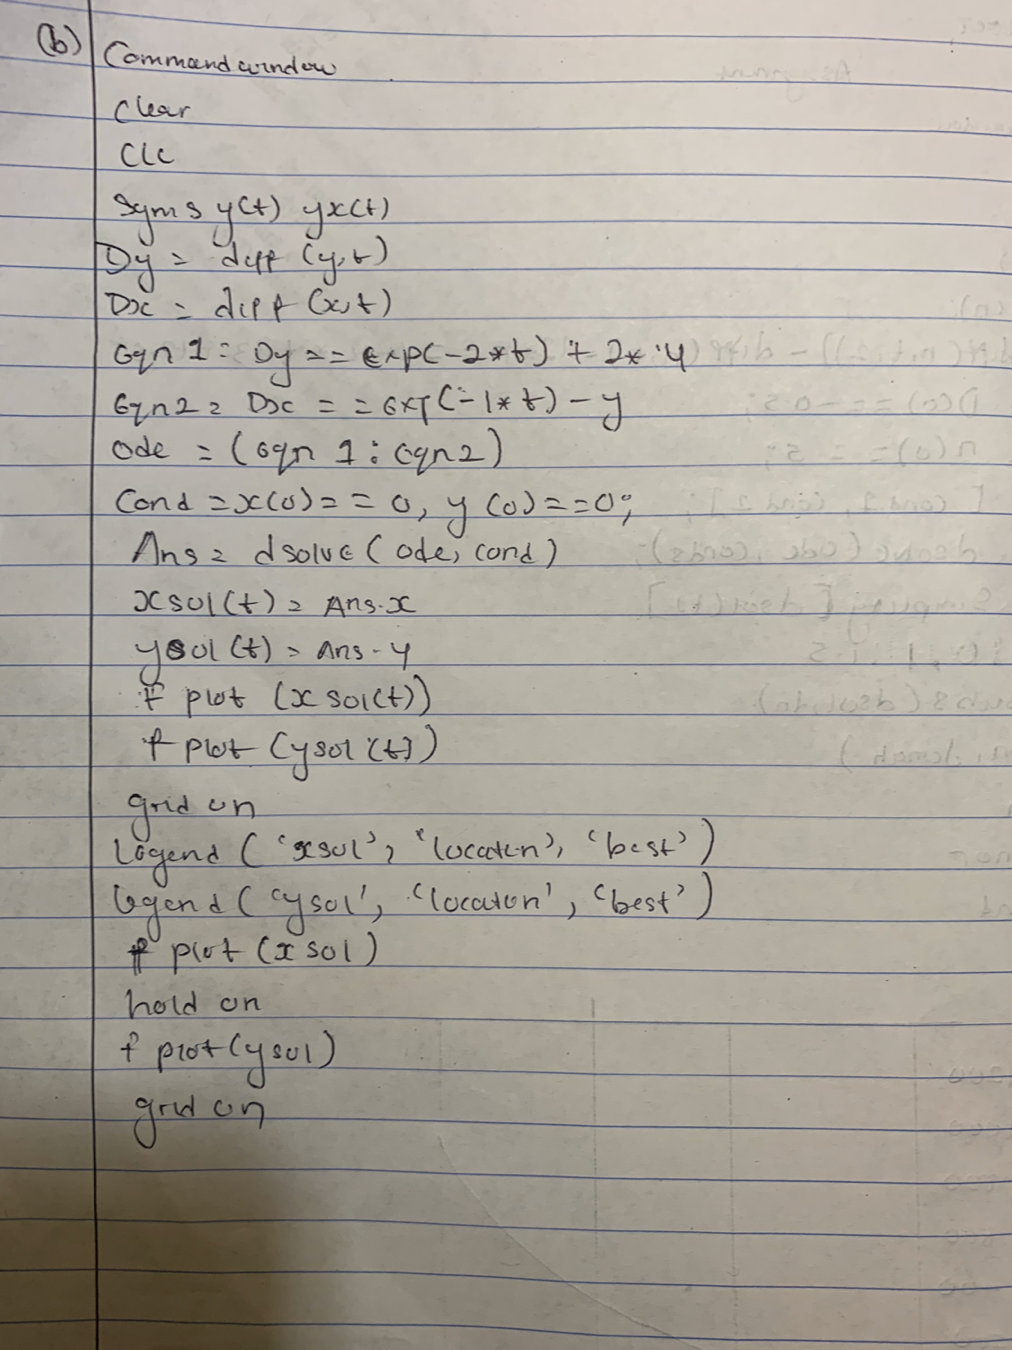 (b) Command window
Clear
Clc
Syms y(t) yx(t)
Dy = diff (y,t)
Dx = diff (x,t)
Eqn 1 = Dy == exp(-2*t) + 2*y
Eqn2 = Dx == exp(-1*t) - y
Ode = (eqn 1 : eqn2)
Cond = x(0) == 0, y (0) ==0;
Ans = dsolve ( ode, cond )
xsol(t) = Ans.x
ysol (t) = Ans.y
f plot (x sol(t))
f plot (ysol (t))
grid on
Legend ( 'xsol', 'location', 'best' )
legend ( 'ysol', 'location', 'best' )
f plot (x sol)
hold on
f plot (ysol)
grid on